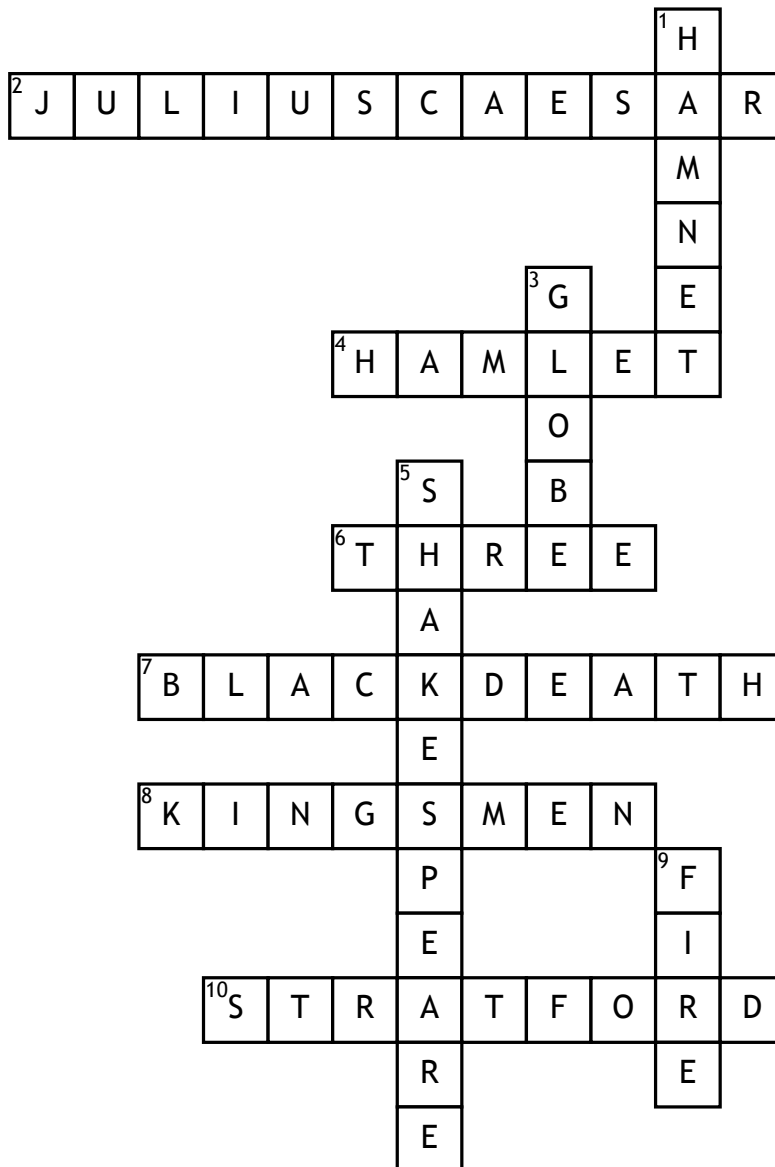 1 H
2 J U L I U S C A E S A R
M
N
3 G E
4 H A M L E T
O
5 S B
6 T H R E E
A
7 B L A C K D E A T H
E
8 K I N G S M E N
P 9 F
E I
10 S T R A T F O R D
R E
E